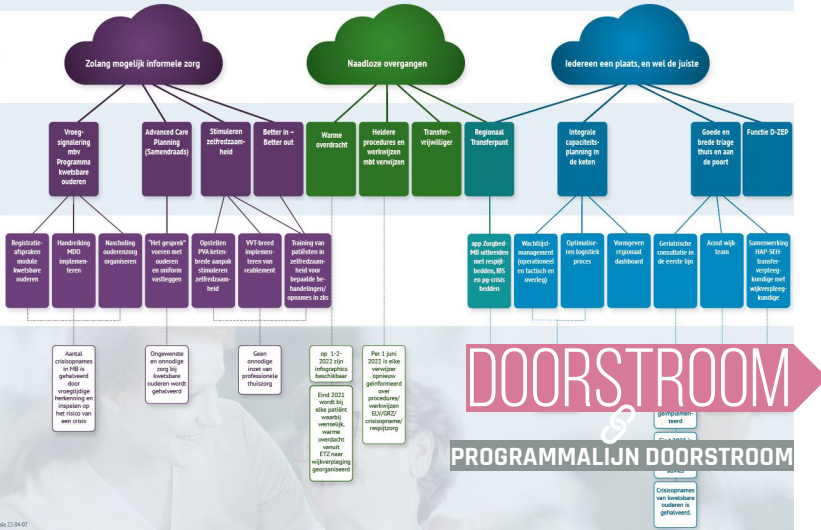 Zolang mogelijk informele zorg
Naadloze overgangen
Iedereen een plaats, en wel de juiste
Vroeg-
signalering
mbv
Programma
kwetsbare
ouderen
Advanced Care
Planning
(Samendraads)
Stimuleren
zelfredzaam-
heid
Better in –
Better out
Warme
overdracht
Heldere
procedures en
werkwijzen
mbt verwijzen
Transfer-
vrijwilliger
Regionaal
Transferpunt
Integrale
capaciteits-
planning in
de keten
Goede en
brede triage
thuis en aan
de poort
Functie D-ZEP
Registratie-
afspraken
module
kwetsbare
ouderen
Handreiking
MDO
implemen-
teren
Nascholing
ouderenzorg
organiseren
"Het gesprek"
voeren met
ouderen
en uniform
vastleggen
Opstellen
PVA keten-
brede aanpak
stimuleren
zelfredzaam-
heid
VVT-breed
implemen-
teren van
reablement
Training van
patiënten in
zelfredzaam-
heid voor
bepaalde be-
handelingen/
opnames in zks
app Zorgbed-
MB uitbreiden
met respijt-
bedden, IBS
en pg-crisis
bedden
Wachtlijst-
management
(operationeel
en tactisch en
overleg)
Optimalise-
ren logistiek
proces
Vormgeven
regionaal
dashboard
Geriatrische
consultatie in
de eerste lijn
Acuut wijk-
team
Samenwerking
HAP-SEH-
transfer-
verpleeg-
kundige met
wijkverpleeg-
kundige
Aantal
crisisopnames
in MB is
gehalveerd
door
vroegtijdige
herkenning en
inspelen op
het risico van
een crisis
Ongewenste
en onnodige
zorg bij
kwetsbare
ouderen wordt
gehalveerd
Geen
onnodige
inzet van
professionele
thuiszorg
op 1-2-
2022 zijn
infographics
beschikbaar
Eind 2021
wordt bij
elke patiënt
waarbij
wenselijk,
warme
overdacht
vanuit
ETZ naar
wijkverpleging
georganiseerd
Per 1 juni
2022 is elke
verwijzer
opnieuw
geïnformeerd
over
procedures/
werkwijzen
ELV/GRZ/
crisisopname/
respijtzorg
DOORSTROOM
geïmplemen-
teerd
PROGRAMMALIJN DOORSTROOM
Crisisopnames
van kwetsbare
ouderen is
gehalveerd.
22-04-07